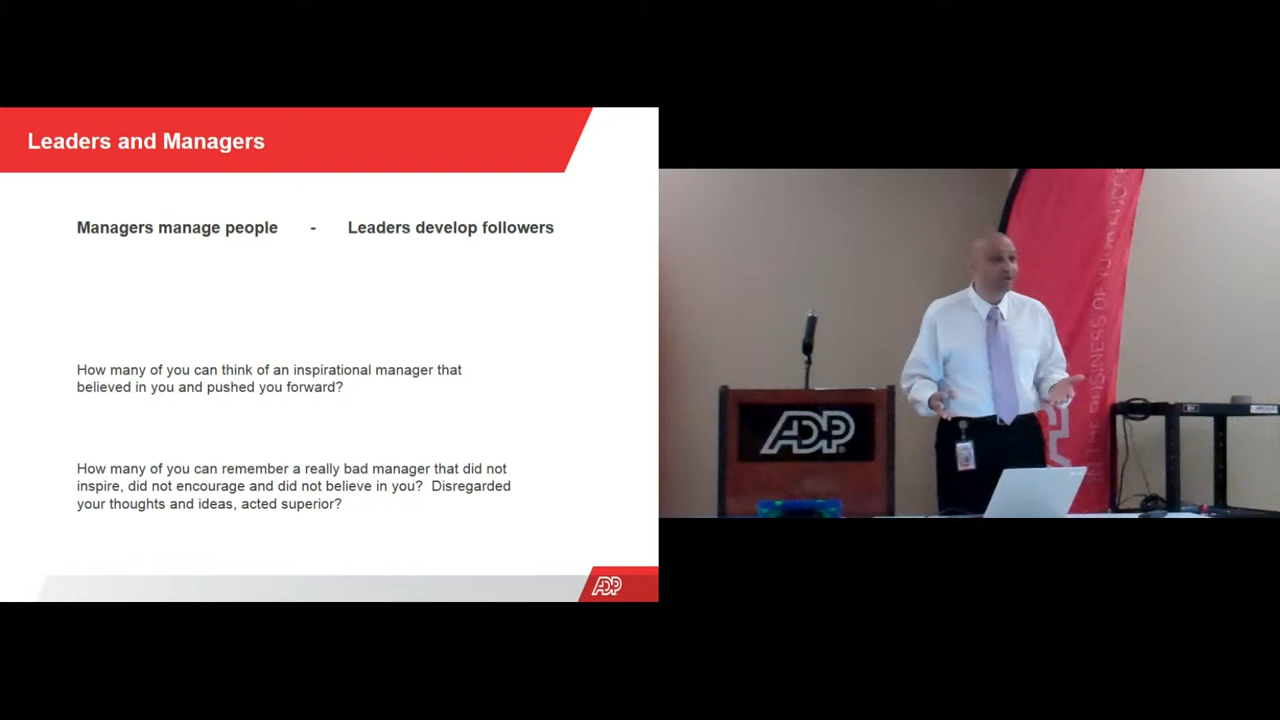 Leaders and Managers
Managers manage people - Leaders develop followers
How many of you can think of an inspirational manager that
believed in you and pushed you forward?
How many of you can remember a really bad manager that did not
inspire, did not encourage and did not believe in you? Disregarded
your thoughts and ideas, acted superior?
ADP
ADP
BUSINESS OF YOUR